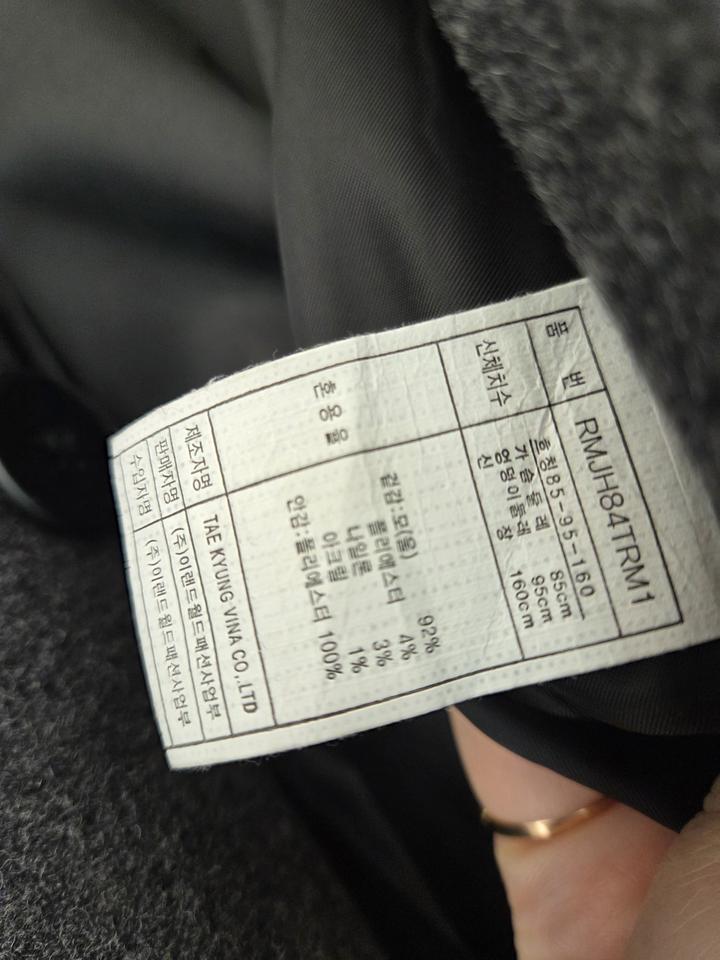 품 번 RMJH84TRM1
신체치수 호칭85-95-160
가슴둘레 85cm
엉덩이둘레 95cm
신 장 160cm
혼용율 겉감:모(울) 92%
폴리에스터 4%
나일론 3%
아크릴 1%
안감:폴리에스터 100%
제조자명 TAE KYUNG VINA CO,.LTD
판매자명 (주)이랜드월드패션사업부
수입자명 (주)이랜드월드패션사업부